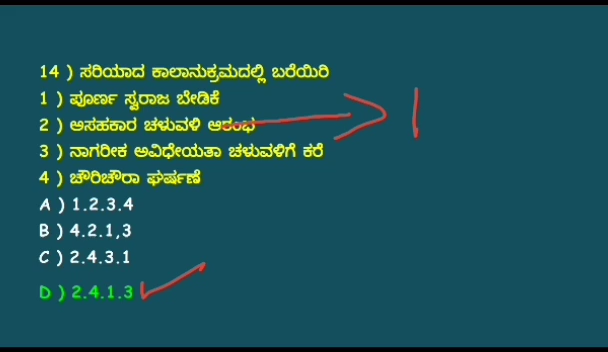 14 ) ಸರಿಯಾದ ಕಾಲಾನುಕ್ರಮದಲ್ಲಿ ಬರೆಯಿರಿ
1 ) ಪೂರ್ಣ ಸ್ವರಾಜ ಬೇಡಿಕೆ
2 ) ಅಸಹಕಾರ ಚಳುವಳಿ ಆರಂಭ
3 ) ನಾಗರೀಕ ಅವಿಧೇಯತಾ ಚಳುವಳಿಗೆ ಕರೆ
4 ) ಚೌರಿಚೌರಾ ಘರ್ಷಣೆ
A ) 1.2.3.4
B ) 4.2.1,3
C ) 2.4.3.1
D ) 2.4.1.3
1